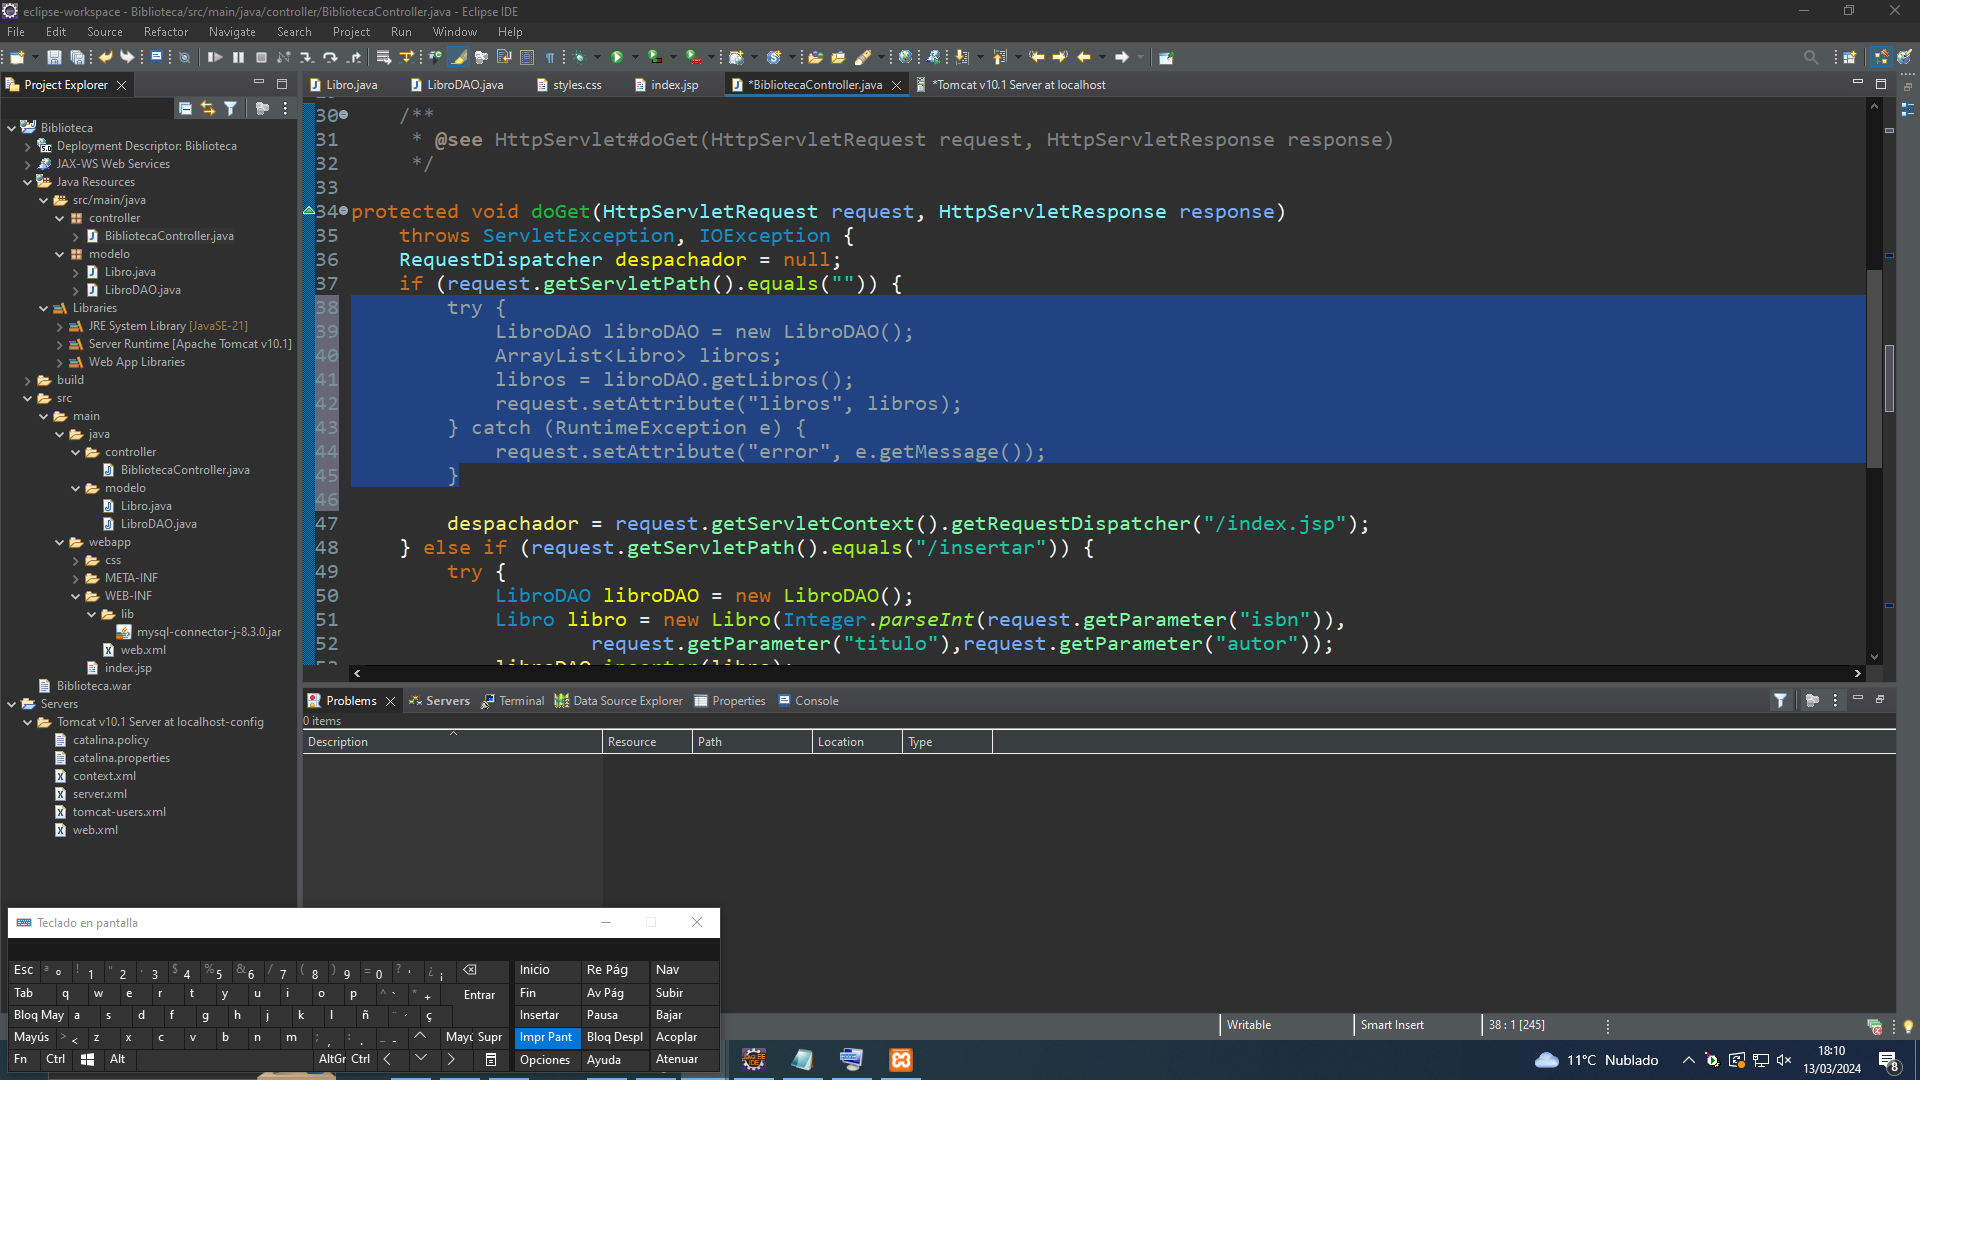 eclipse-workspace - Biblioteca/src/main/java/controller/BibliotecaController.java - Eclipse IDE
File Edit Source Refactor Navigate Search Project Run Window Help
Project Explorer
Libro.java LibroDAO.java styles.css index.jsp *BibliotecaController.java *Tomcat v10.1 Server at localhost
Biblioteca
Deployment Descriptor: Biblioteca
JAX-WS Web Services
Java Resources
src/main/java
controller
BibliotecaController.java
modelo
Libro.java
LibroDAO.java
Libraries
JRE System Library [JavaSE-21]
Server Runtime [Apache Tomcat v10.1]
Web App Libraries
build
src
main
java
controller
BibliotecaController.java
modelo
Libro.java
LibroDAO.java
webapp
css
META-INF
WEB-INF
lib
mysql-connector-j-8.3.0.jar
web.xml
index.jsp
Biblioteca.war
Servers
Tomcat v10.1 Server at localhost-config
catalina.policy
catalina.properties
context.xml
server.xml
tomcat-users.xml
web.xml
30 /**
31 * @see HttpServlet#doGet(HttpServletRequest request, HttpServletResponse response)
32 */
33
34 protected void doGet(HttpServletRequest request, HttpServletResponse response)
35 throws ServletException, IOException {
36 RequestDispatcher despachador = null;
37 if (request.getServletPath().equals("")) {
38 try {
39 LibroDAO libroDAO = new LibroDAO();
40 ArrayList<Libro> libros;
41 libros = libroDAO.getLibros();
42 request.setAttribute("libros", libros);
43 } catch (RuntimeException e) {
44 request.setAttribute("error", e.getMessage());
45 }
46
47 despachador = request.getServletContext().getRequestDispatcher("/index.jsp");
48 } else if (request.getServletPath().equals("/insertar")) {
49 try {
50 LibroDAO libroDAO = new LibroDAO();
51 Libro libro = new Libro(Integer.parseInt(request.getParameter("isbn")),
52 request.getParameter("titulo"),request.getParameter("autor"));
53 libroDAO.insertar(libro);
Problems Servers Terminal Data Source Explorer Properties Console
0 items
Description Resource Path Location Type
Teclado en pantalla
Esc ª º ! 1 " 2 · 3 $ 4 % 5 & 6 / 7 ( 8 ) 9 = 0 ? ' ¿ ¡ Inicio Re Pág Nav
Tab q w e r t y u i o p ^ ` * + Entrar Fin Av Pág Subir
Bloq May a s d f g h j k l ñ ¨ ´ ç Insertar Pausa Bajar
Mayús > < z x c v b n m ; , : . _ - Mayú Supr Impr Pant Bloq Despl Acoplar
Fn Ctrl Alt AltGr Ctrl Opciones Ayuda Atenuar
Writable Smart Insert 38 : 1 [245]
11°C Nublado
18:10
13/03/2024
8